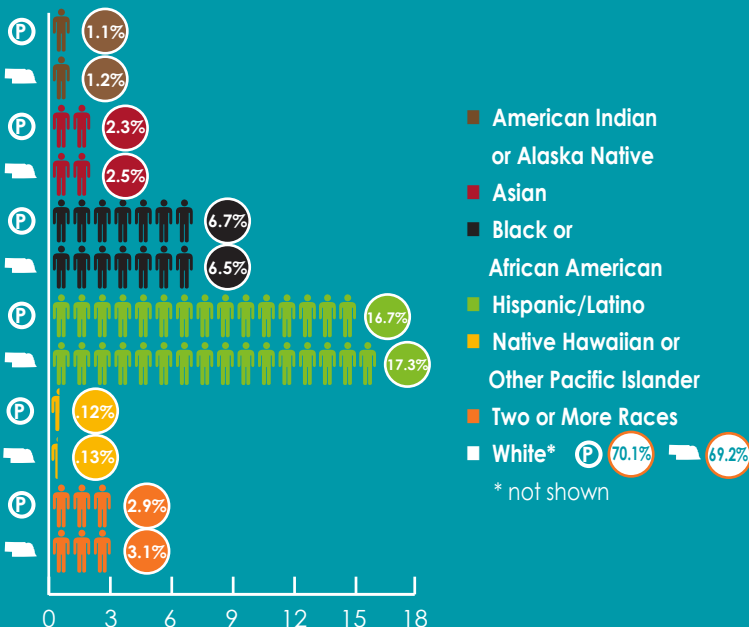 P 1.1%
1.2%
P 2.3%
2.5%
P 6.7%
6.5%
P 16.7%
17.3%
P .12%
.13%
P 2.9%
3.1%
0 3 6 9 12 15 18
American Indian
or Alaska Native
Asian
Black or
African American
Hispanic/Latino
Native Hawaiian or
Other Pacific Islander
Two or More Races
White* P 70.1% 69.2%
* not shown